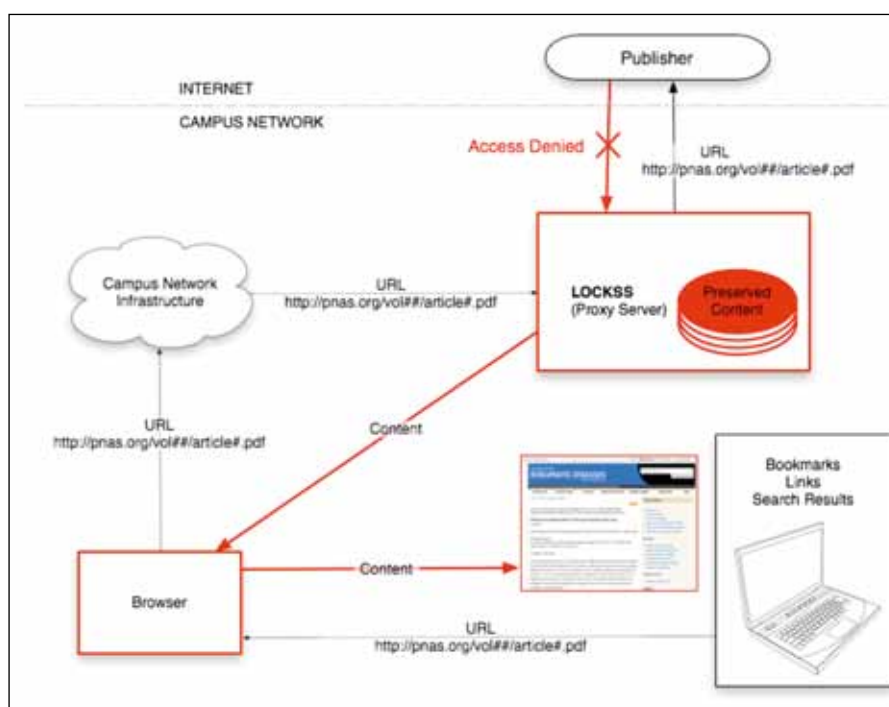 Publisher
INTERNET
CAMPUS NETWORK
Access Denied
URL
http://pnas.org/vol##/article#.pdf
Campus Network
Infrastructure
URL
http://pnas.org/vol##/article#.pdf
LOCKSS
(Proxy Server)
Preserved
Content
URL
http://pnas.org/vol##/article#.pdf
Content
Bookmarks
Links
Search Results
Browser
Content
URL
http://pnas.org/vol##/article#.pdf